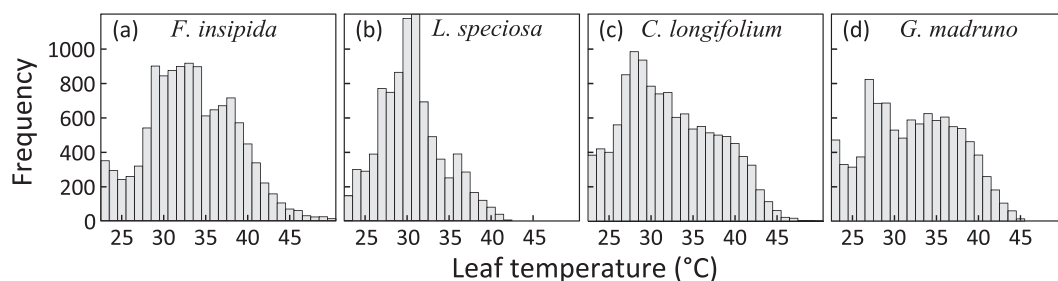 (a) F. insipida
(b) L. speciosa
(c) C. longifolium
(d) G. madruno
Frequency
1000
800
600
400
200
0
25 30 35 40 45
25 30 35 40 45
25 30 35 40 45
25 30 35 40 45
Leaf temperature (°C)